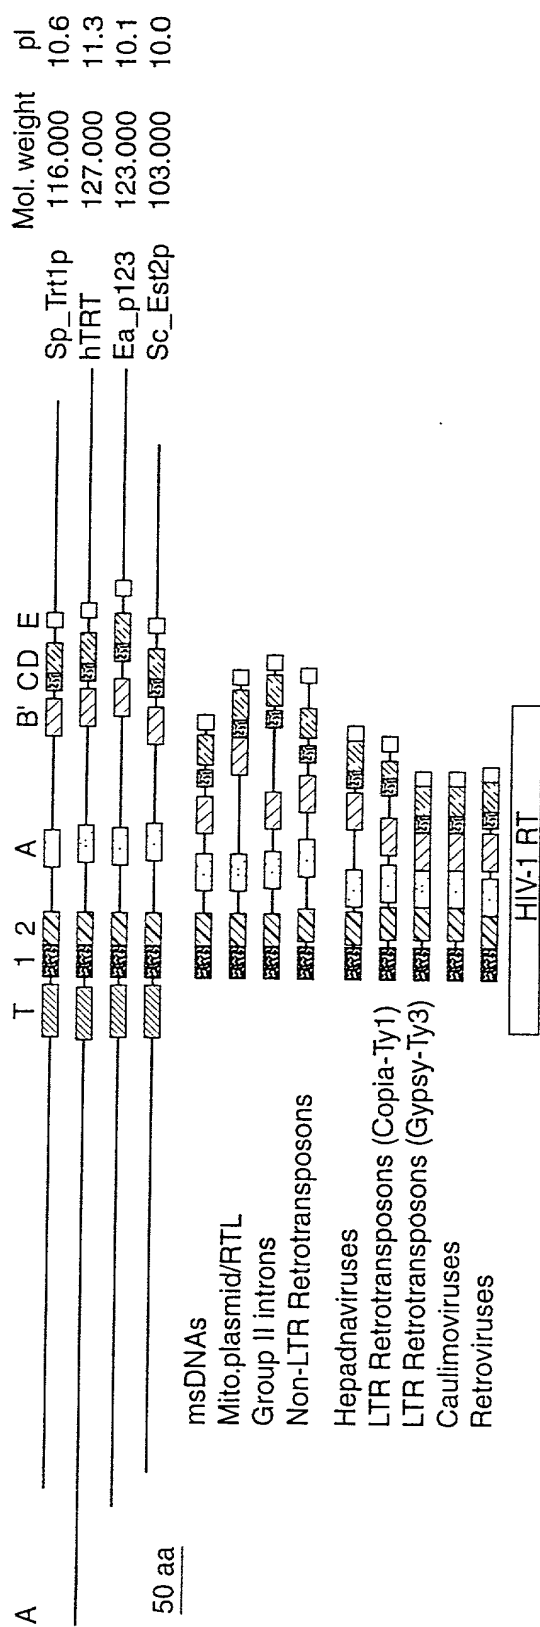 A
T 1 2 A B' C D E
Mol. weight pI
Sp_Trt1p 116.000 10.6
hTRT 127.000 11.3
Ea_p123 123.000 10.1
Sc_Est2p 103.000 10.0
50 aa
msDNAs
Mito.plasmid/RTL
Group II introns
Non-LTR Retrotransposons
Hepadnaviruses
LTR Retrotransposons (Copia-Ty1)
LTR Retrotransposons (Gypsy-Ty3)
Caulimoviruses
Retroviruses
HIV-1 RT